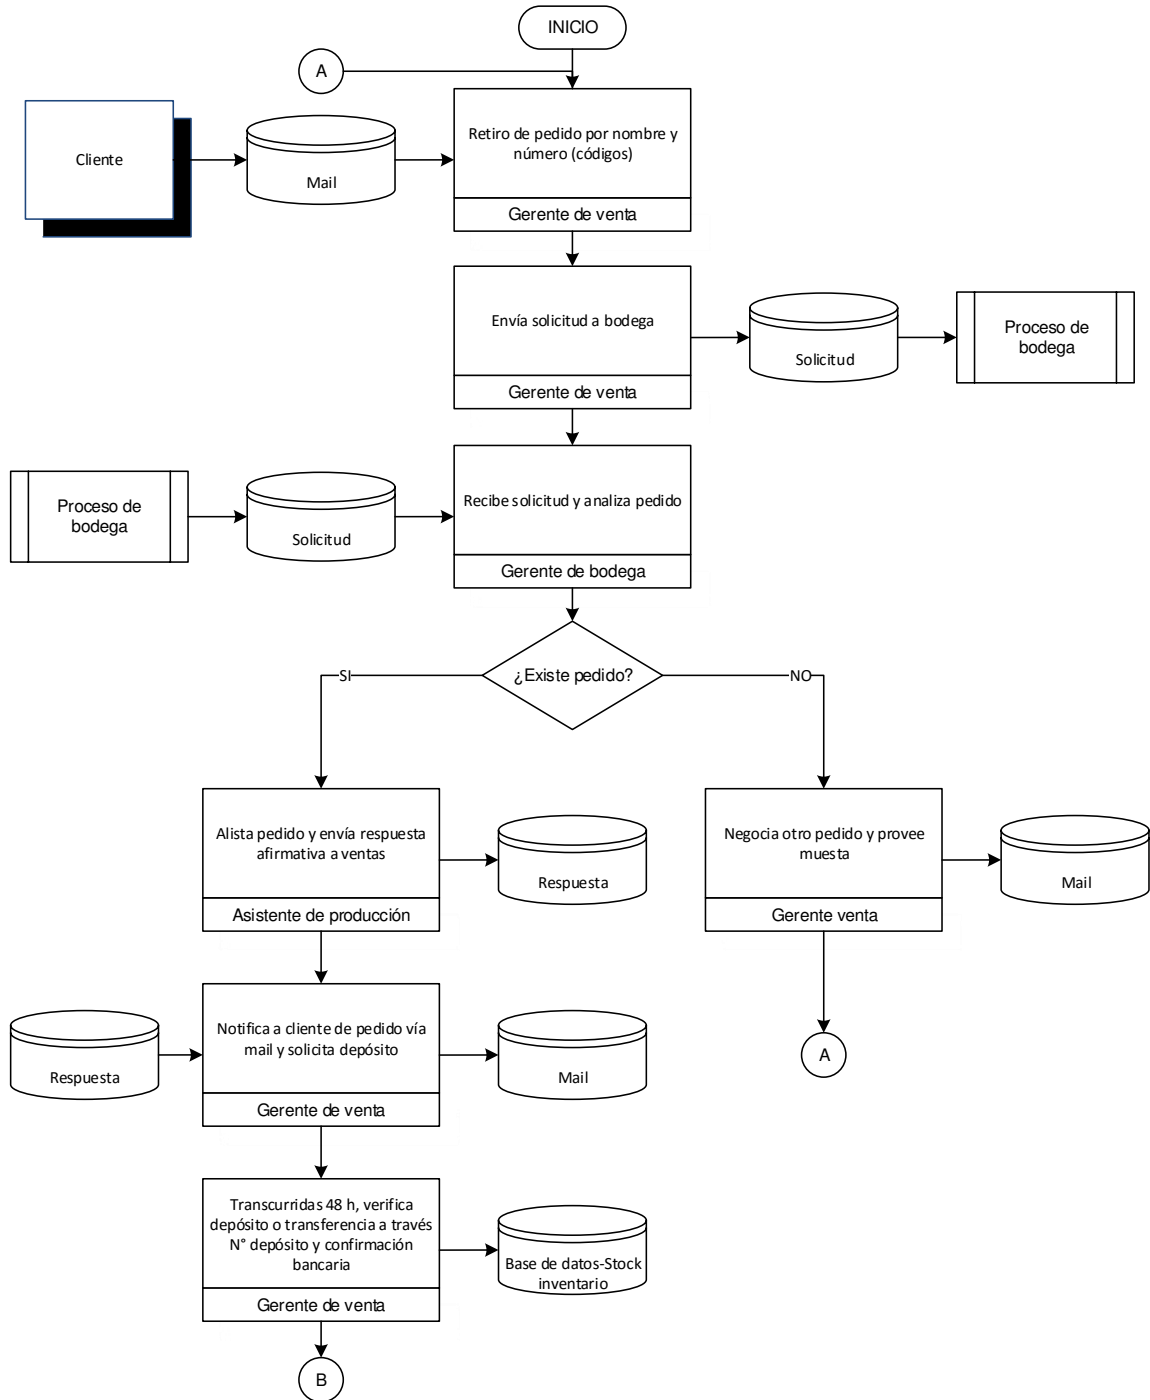 INICIO
A
Cliente
Mail
Retiro de pedido por nombre y
número (códigos)
Gerente de venta
Envía solicitud a bodega
Gerente de venta
Solicitud
Proceso de
bodega
Proceso de
bodega
Solicitud
Recibe solicitud y analiza pedido
Gerente de bodega
¿Existe pedido?
SI
NO
Alista pedido y envía respuesta
afirmativa a ventas
Asistente de producción
Respuesta
Negocia otro pedido y provee
muesta
Gerente venta
Mail
Respuesta
Notifica a cliente de pedido vía
mail y solicita depósito
Gerente de venta
Mail
A
Transcurridas 48 h, verifica
depósito o transferencia a través
N° depósito y confirmación
bancaria
Gerente de venta
Base de datos-Stock
inventario
B